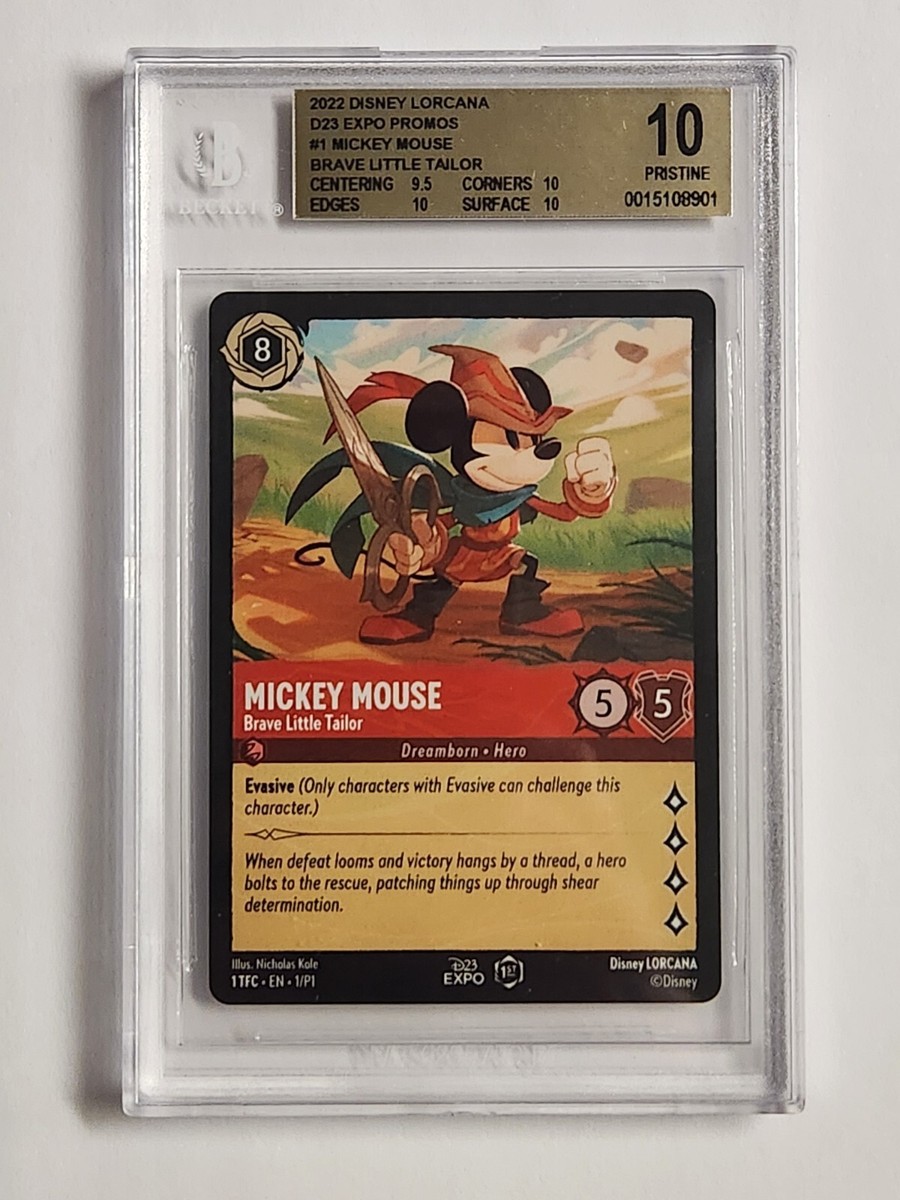 2022 DISNEY LORCANA
D23 EXPO PROMOS
#1 MICKEY MOUSE
BRAVE LITTLE TAILOR
CENTERING 9.5 CORNERS 10
EDGES 10 SURFACE 10
10
PRISTINE
0015108901
B
BECKETT ®
8
MICKEY MOUSE
Brave Little Tailor
5 5
Dreamborn • Hero
Evasive (Only characters with Evasive can challenge this
character.)
When defeat looms and victory hangs by a thread, a hero
bolts to the rescue, patching things up through shear
determination.
Illus. Nicholas Kole
1TFC • EN • 1/P1
D23
EXPO
1ST
Disney LORCANA
©Disney